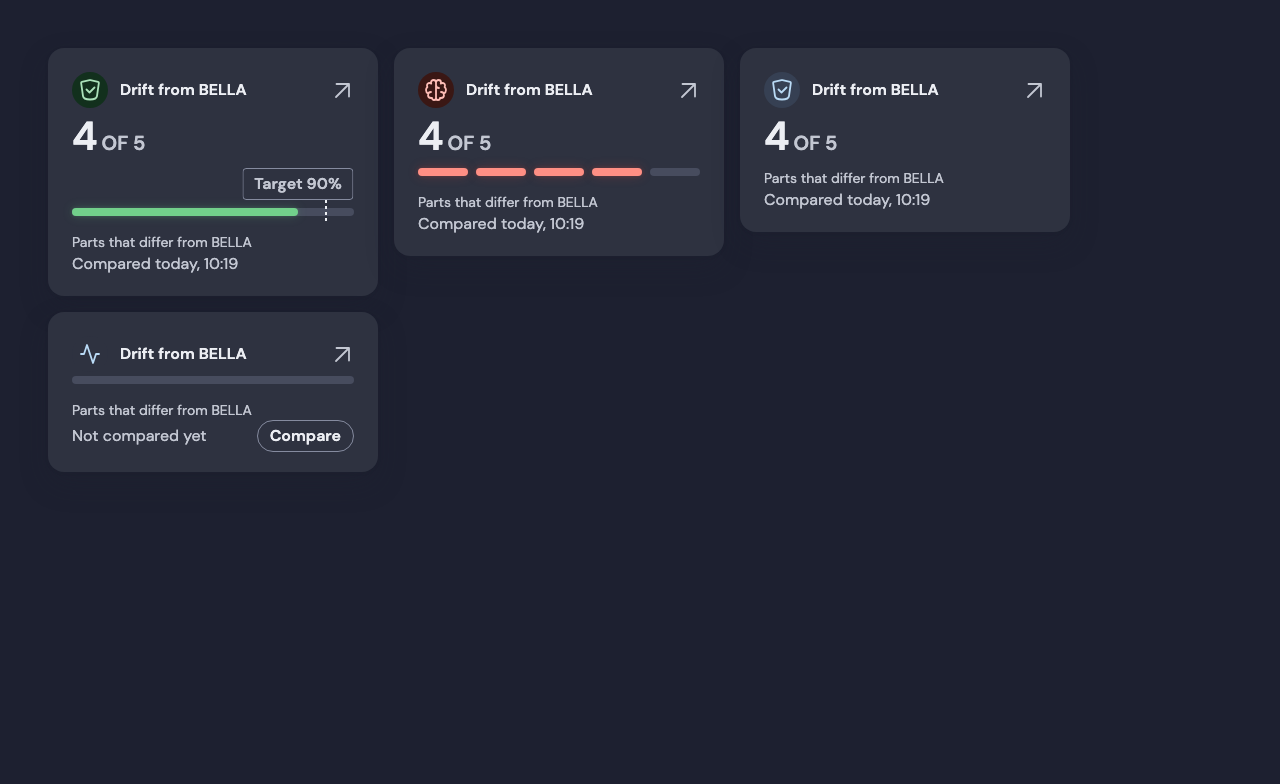 Drift from BELLA
4 OF 5
Target 90%
Parts that differ from BELLA
Compared today, 10:19
Drift from BELLA
4 OF 5
Parts that differ from BELLA
Compared today, 10:19
Drift from BELLA
4 OF 5
Parts that differ from BELLA
Compared today, 10:19
Drift from BELLA
Parts that differ from BELLA
Not compared yet
Compare